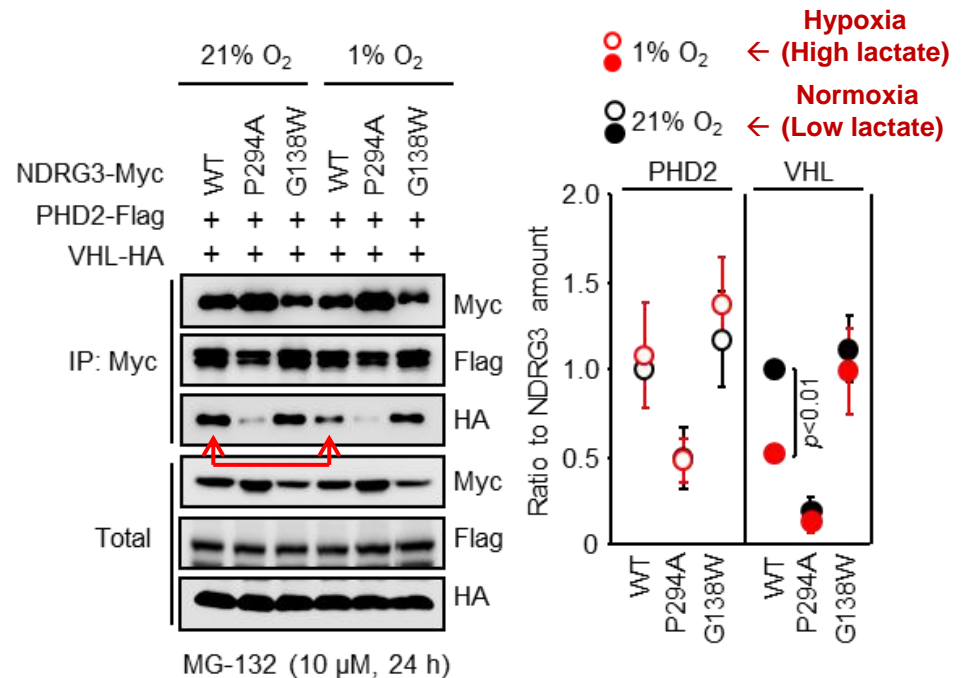 21% O2 1% O2
NDRG3-Myc WT P294A G138W WT P294A G138W
PHD2-Flag + + + + + +
VHL-HA + + + + + +
IP: Myc
Myc
Flag
HA
Total
Myc
Flag
HA
MG-132 (10 µM, 24 h)
1% O2 ← Hypoxia
(High lactate)
21% O2 ← Normoxia
(Low lactate)
PHD2 VHL
Ratio to NDRG3 amount
2.0
1.5
1.0
0.5
0
p<0.01
WT P294A G138W WT P294A G138W